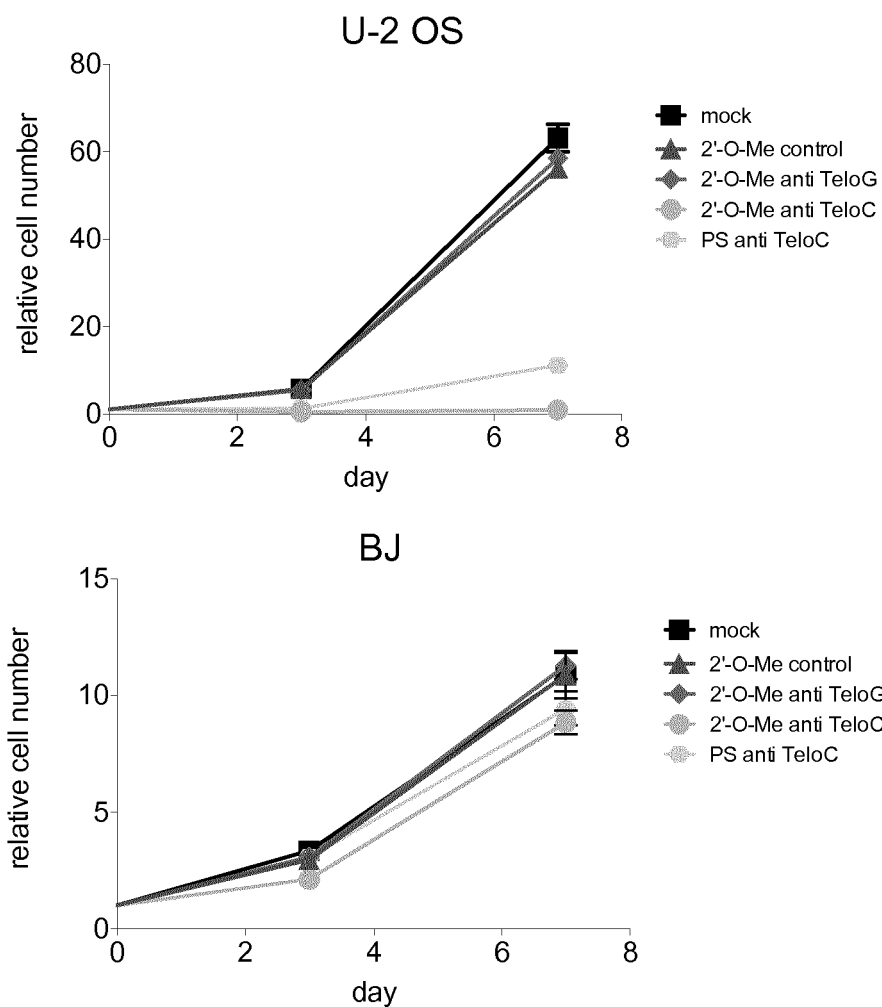 U-2 OS
80
60
40
20
0
0 2 4 6 8
relative cell number
day
mock
2'-O-Me control
2'-O-Me anti TeloG
2'-O-Me anti TeloC
PS anti TeloC
BJ
15
10
5
0
0 2 4 6 8
relative cell number
day
mock
2'-O-Me control
2'-O-Me anti TeloG
2'-O-Me anti TeloC
PS anti TeloC